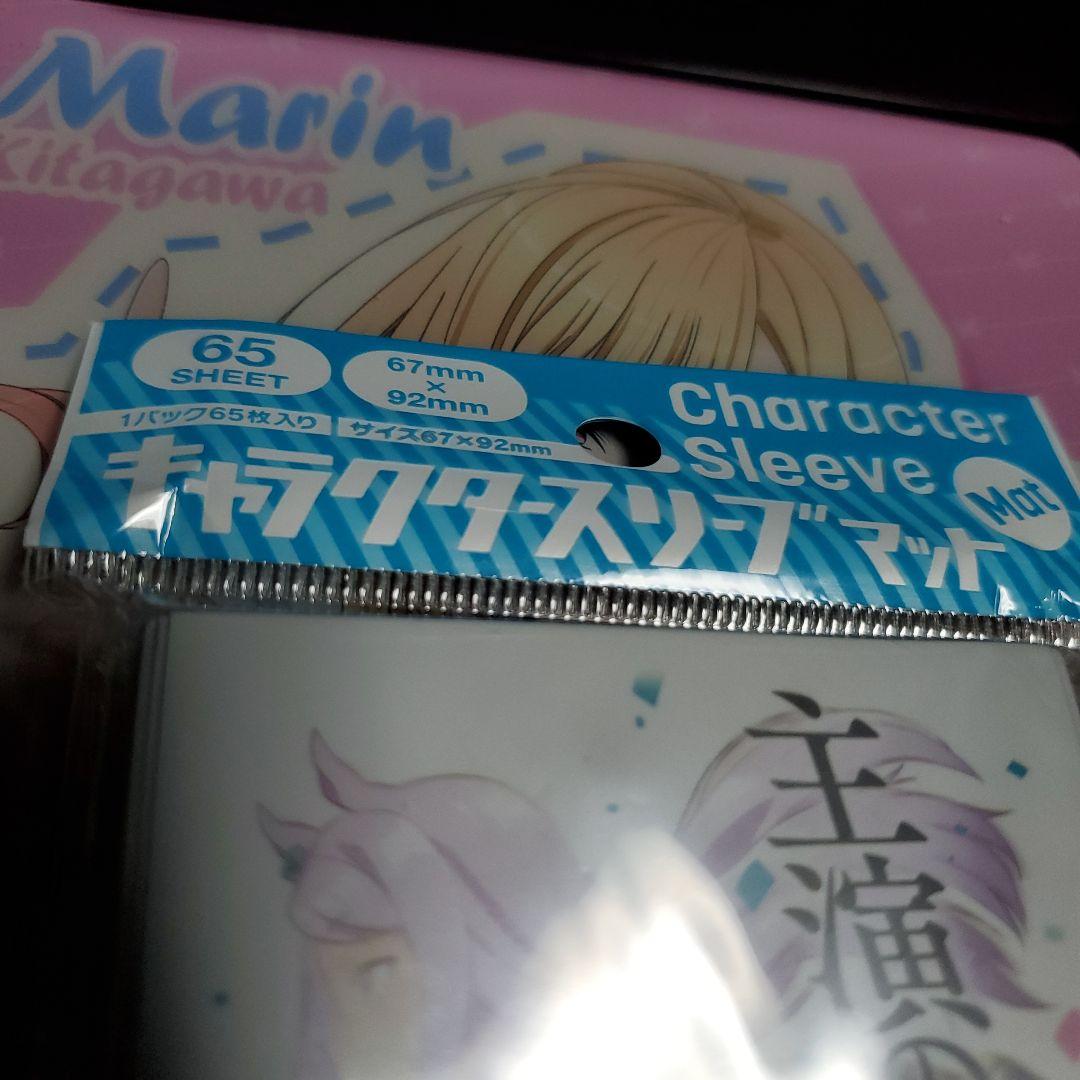 Marin
Kitagawa
65
SHEET
67mm
×
92mm
1パック65枚入り
サイズ67×92mm
Character
Sleeve
Mat
キャラクタースリーブ マット
主演の